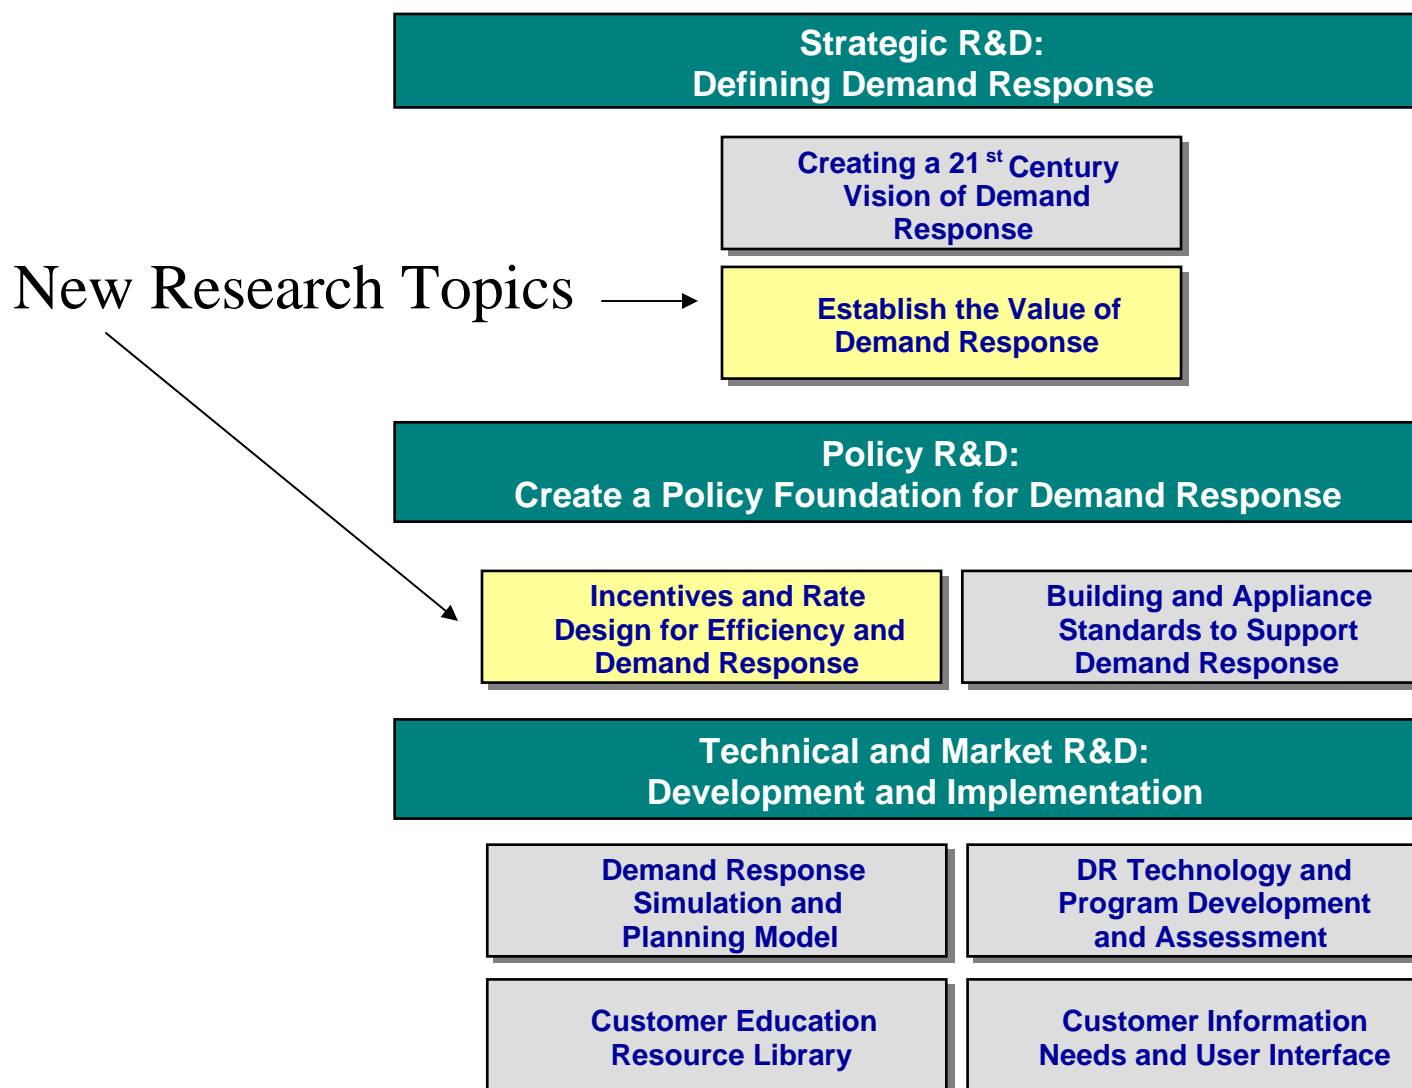 Strategic R&D:
Defining Demand Response
Creating a 21st Century
Vision of Demand
Response
New Research Topics
Establish the Value of
Demand Response
Policy R&D:
Create a Policy Foundation for Demand Response
Incentives and Rate
Design for Efficiency and
Demand Response
Building and Appliance
Standards to Support
Demand Response
Technical and Market R&D:
Development and Implementation
Demand Response
Simulation and
Planning Model
DR Technology and
Program Development
and Assessment
Customer Education
Resource Library
Customer Information
Needs and User Interface